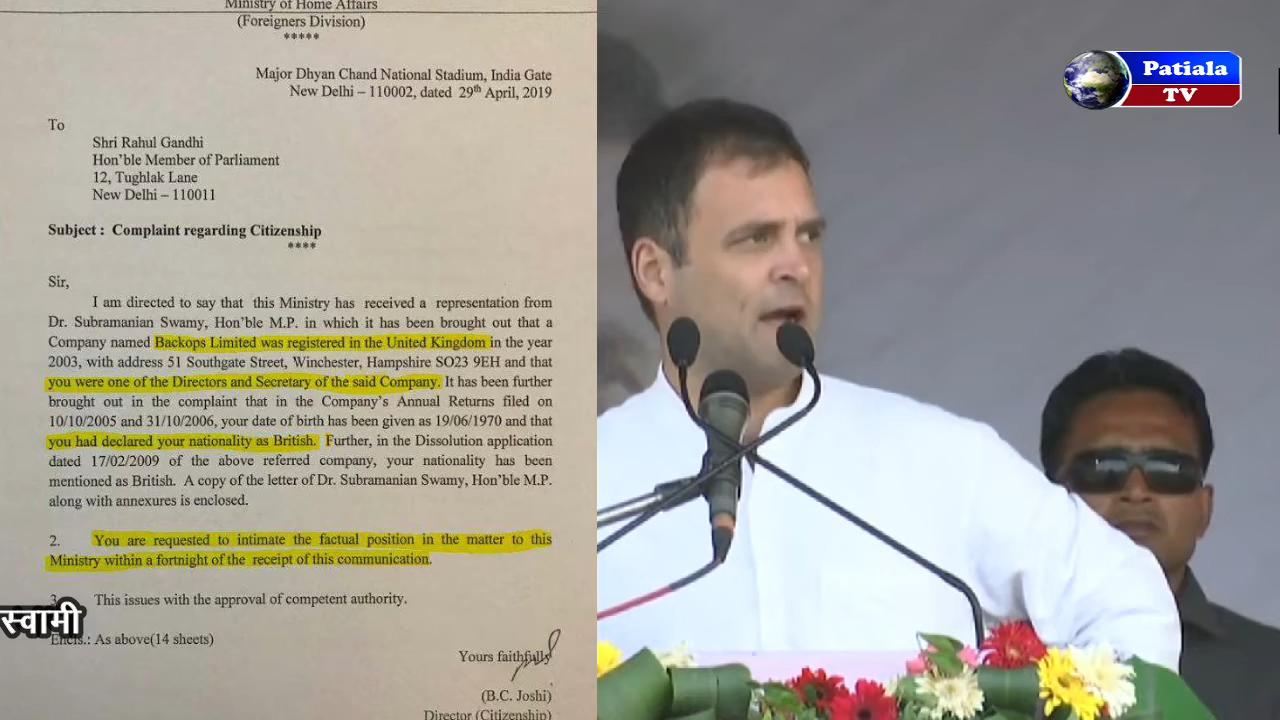 Ministry of Home Affairs
(Foreigners Division)
*****
Major Dhyan Chand National Stadium, India Gate
New Delhi – 110002, dated 29th April, 2019
To
Shri Rahul Gandhi
Hon'ble Member of Parliament
12, Tughlak Lane
New Delhi – 110011
Subject : Complaint regarding Citizenship
****
Sir,
I am directed to say that this Ministry has received a representation from
Dr. Subramanian Swamy, Hon'ble M.P. in which it has been brought out that a
Company named Backops Limited was registered in the United Kingdom in the year
2003, with address 51 Southgate Street, Winchester, Hampshire SO23 9EH and that
you were one of the Directors and Secretary of the said Company. It has been further
brought out in the complaint that in the Company's Annual Returns filed on
10/10/2005 and 31/10/2006, your date of birth has been given as 19/06/1970 and that
you had declared your nationality as British. Further, in the Dissolution application
dated 17/02/2009 of the above referred company, your nationality has been
mentioned as British. A copy of the letter of Dr. Subramanian Swamy, Hon'ble M.P.
along with annexures is enclosed.
2. You are requested to intimate the factual position in the matter to this
Ministry within a fortnight of the receipt of this communication.
3. This issues with the approval of competent authority.
स्वामी
Encls.: As above(14 sheets)
Yours faithfully
(B.C. Joshi)
Director (Citizenship)
Patiala
TV